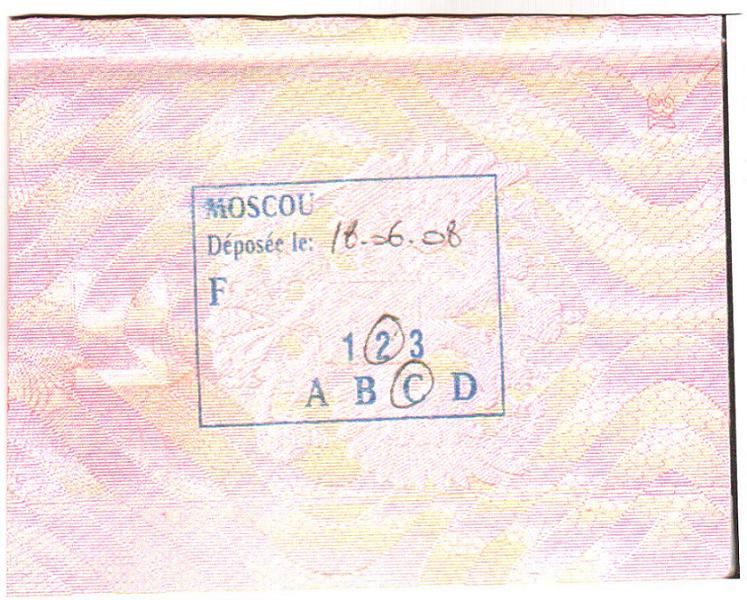 MOSCOU
Déposée le: 18.06.08
F
1 2 3
A B C D